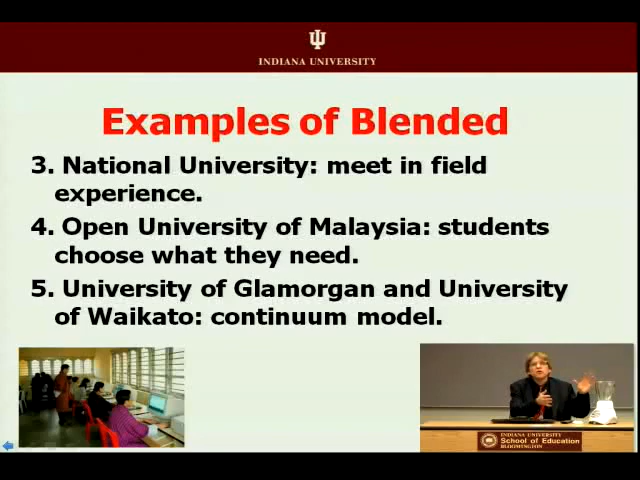 INDIANA UNIVERSITY
Examples of Blended
3. National University: meet in field
experience.
4. Open University of Malaysia: students
choose what they need.
5. University of Glamorgan and University
of Waikato: continuum model.
INDIANA UNIVERSITY
School of Education
BLOOMINGTON